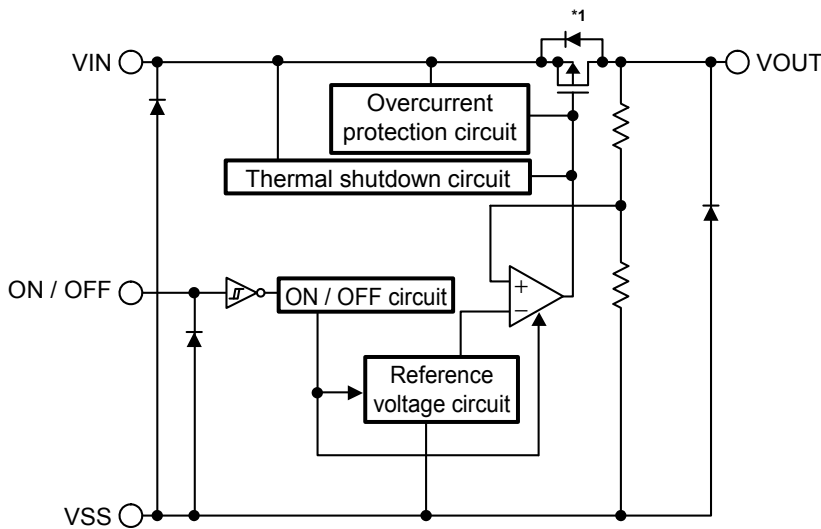 *1
VIN
VOUT
Overcurrent
protection circuit
Thermal shutdown circuit
ON / OFF
ON / OFF circuit
+
−
Reference
voltage circuit
VSS